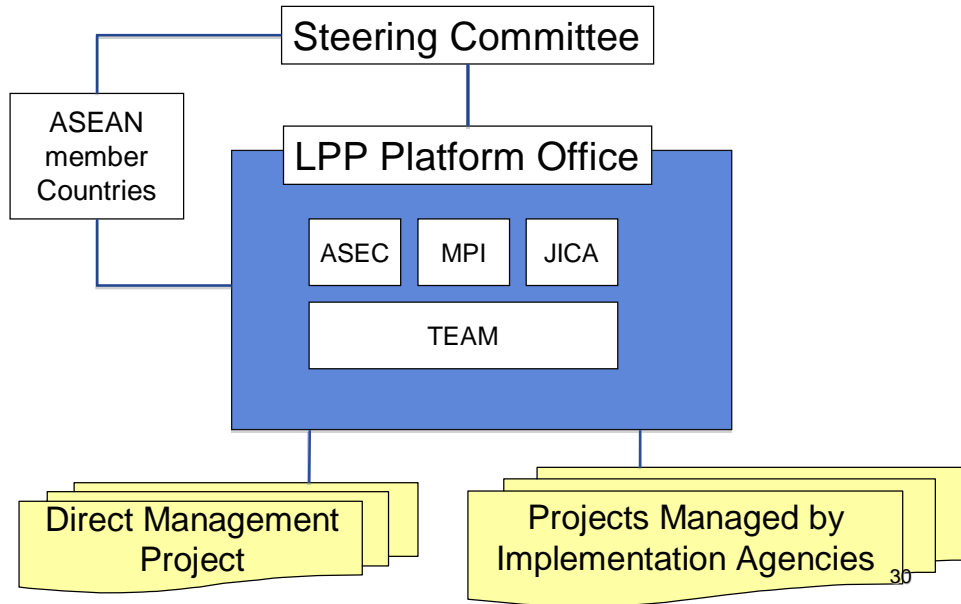 Steering Committee
ASEAN
member
Countries
LPP Platform Office
ASEC
MPI
JICA
TEAM
Direct Management
Project
Projects Managed by
Implementation Agencies
30